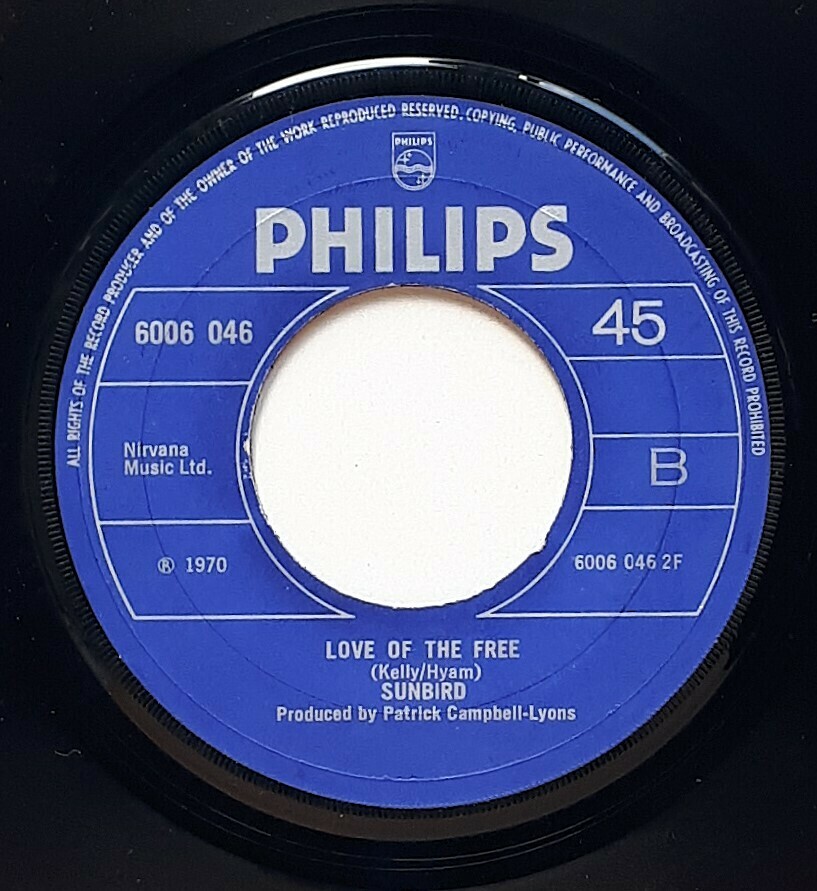 ALL RIGHTS OF THE RECORD PRODUCER AND OF THE OWNER OF THE WORK REPRODUCED RESERVED. COPYING, PUBLIC PERFORMANCE AND BROADCASTING OF THIS RECORD PROHIBITED
PHILIPS
PHILIPS
6006 046
45
Nirvana
Music Ltd.
B
℗ 1970
6006 046 2F
LOVE OF THE FREE
(Kelly/Hyam)
SUNBIRD
Produced by Patrick Campbell-Lyons